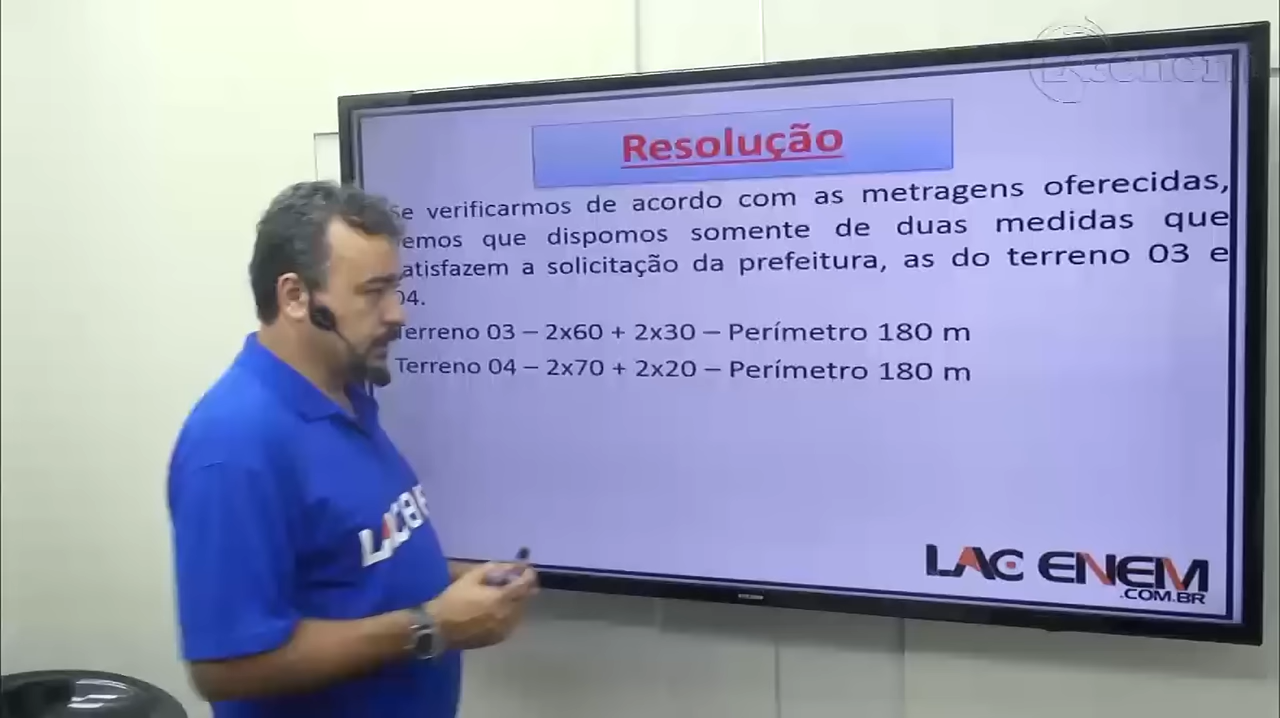 Resolução
se verificarmos de acordo com as metragens oferecidas,
emos que dispomos somente de duas medidas que
atisfazem a solicitação da prefeitura, as do terreno 03 e
04.
Terreno 03 – 2x60 + 2x30 – Perímetro 180 m
Terreno 04 – 2x70 + 2x20 – Perímetro 180 m
LAC ENEM
.COM.BR